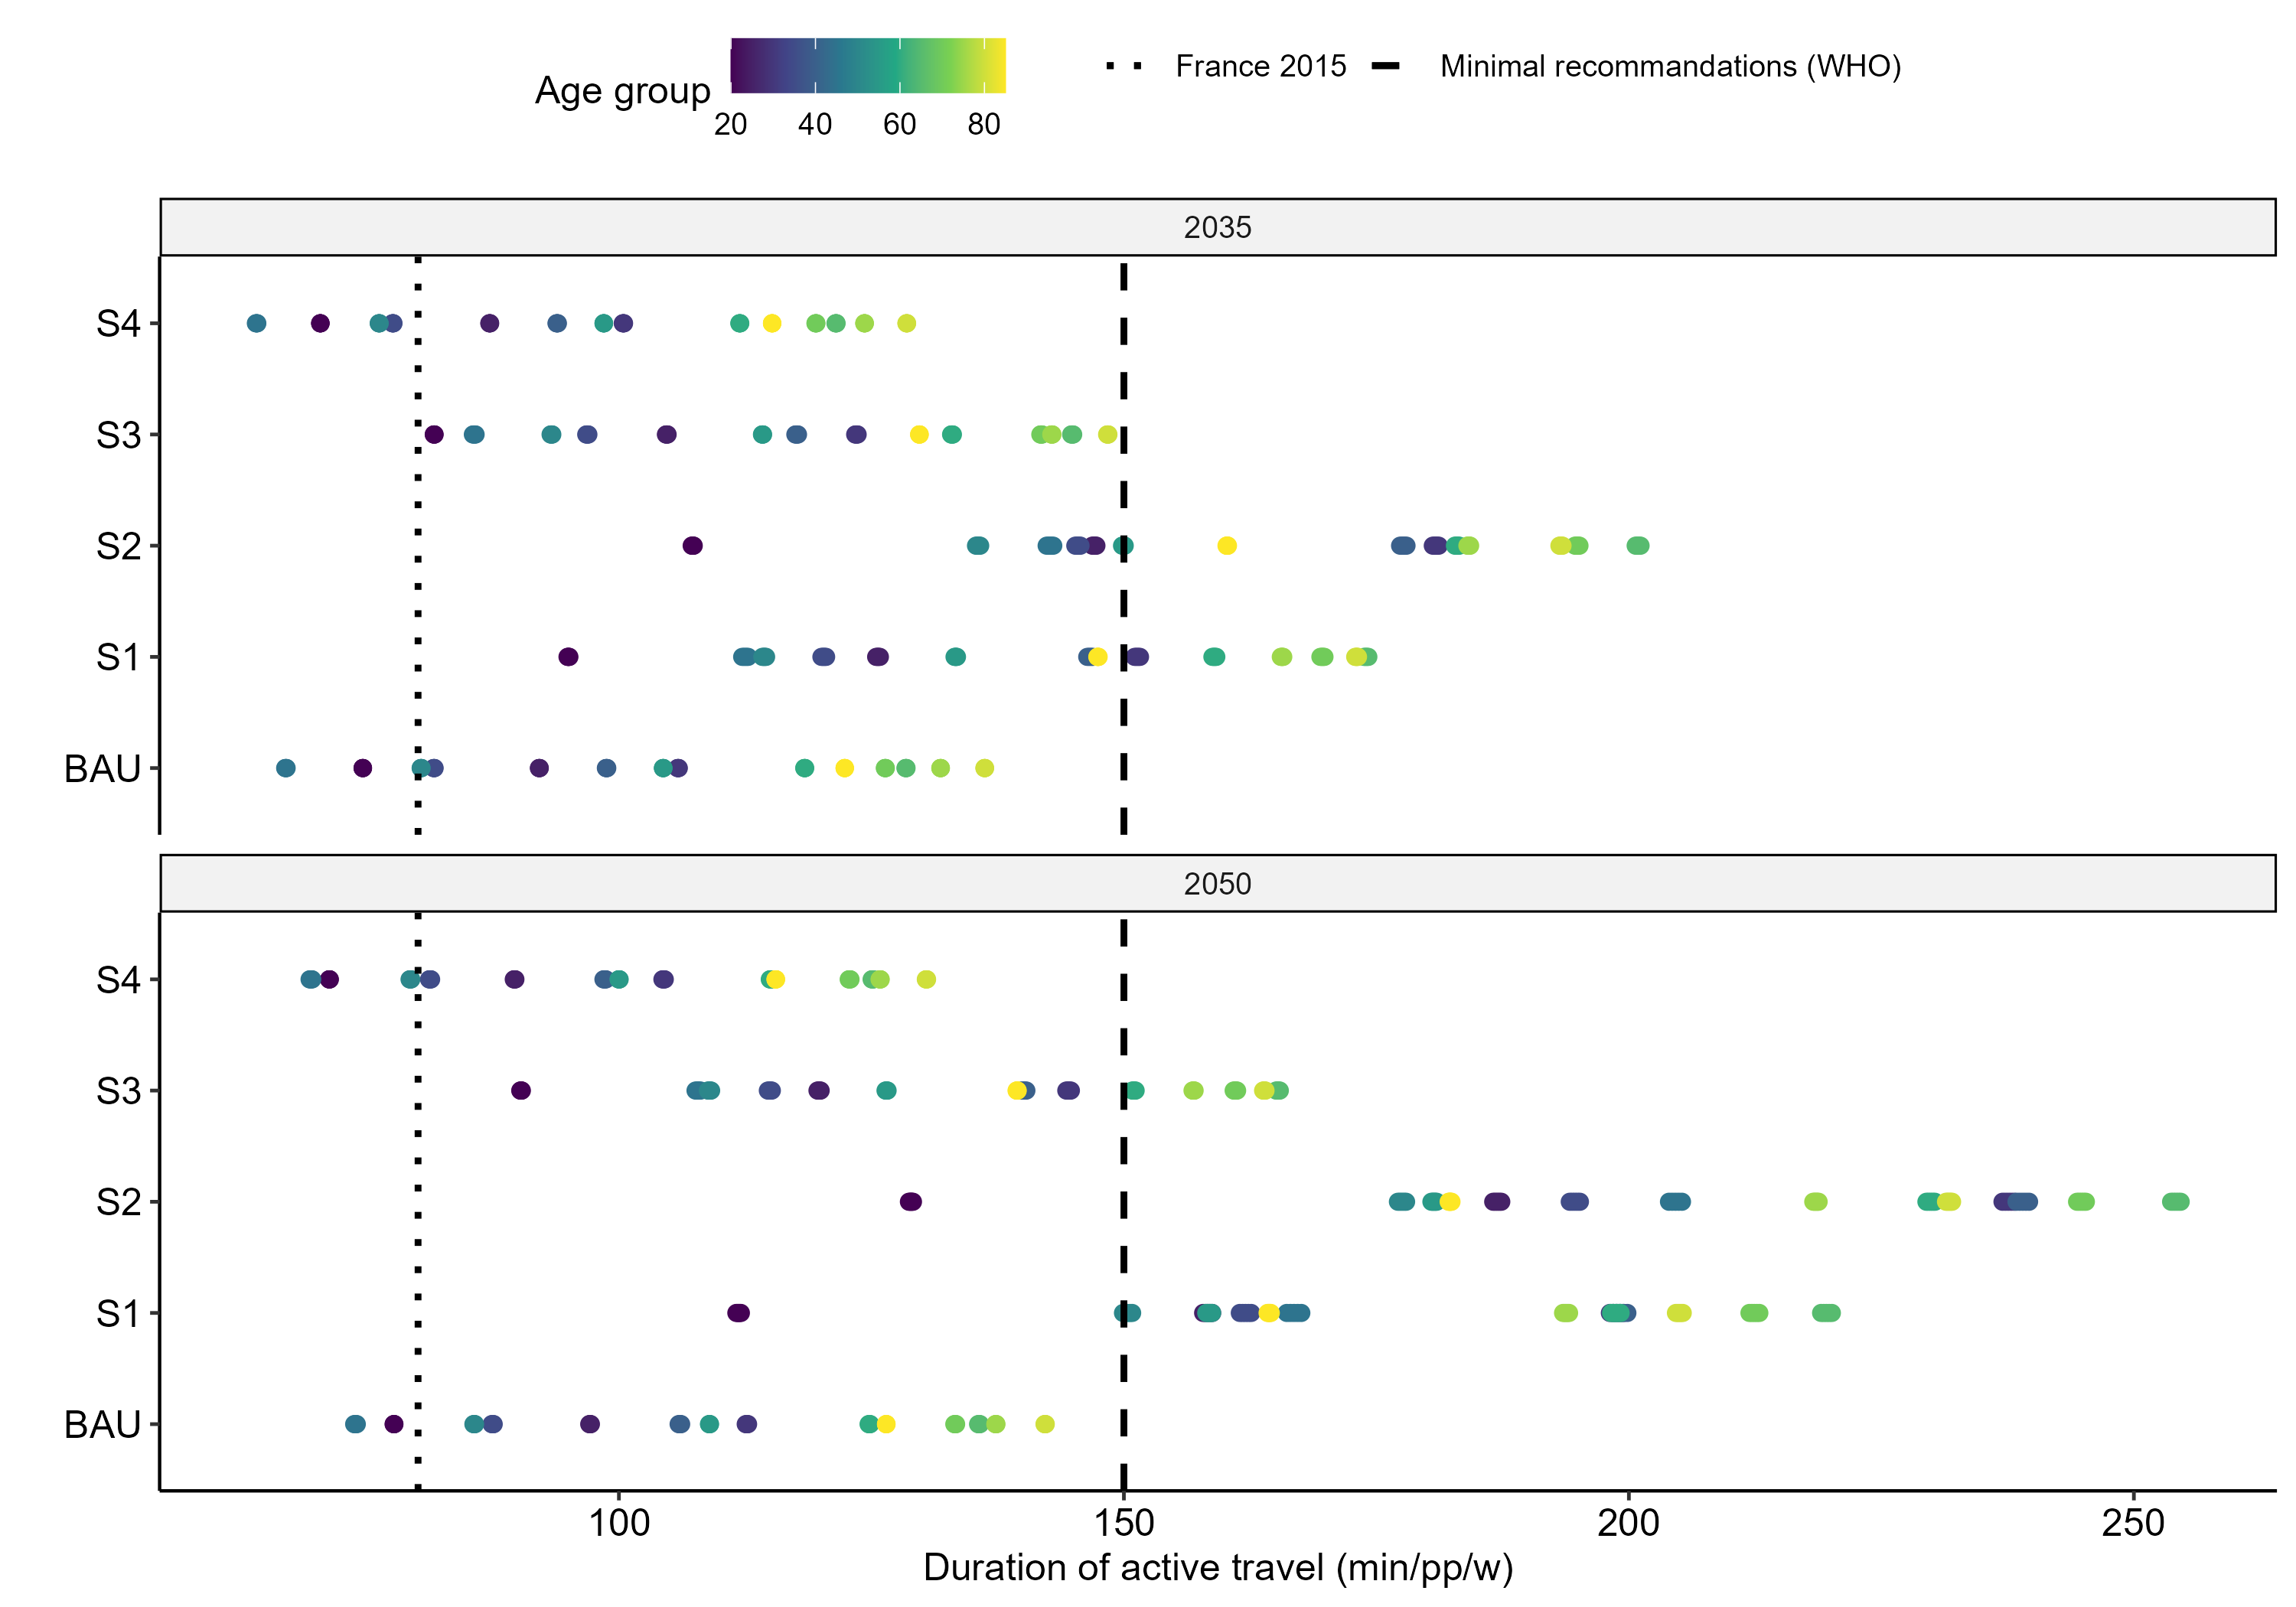 Age group
20 40 60 80
France 2015
Minimal recommandations (WHO)
2035
S4
S3
S2
S1
BAU
2050
S4
S3
S2
S1
BAU
100 150 200 250
Duration of active travel (min/pp/w)